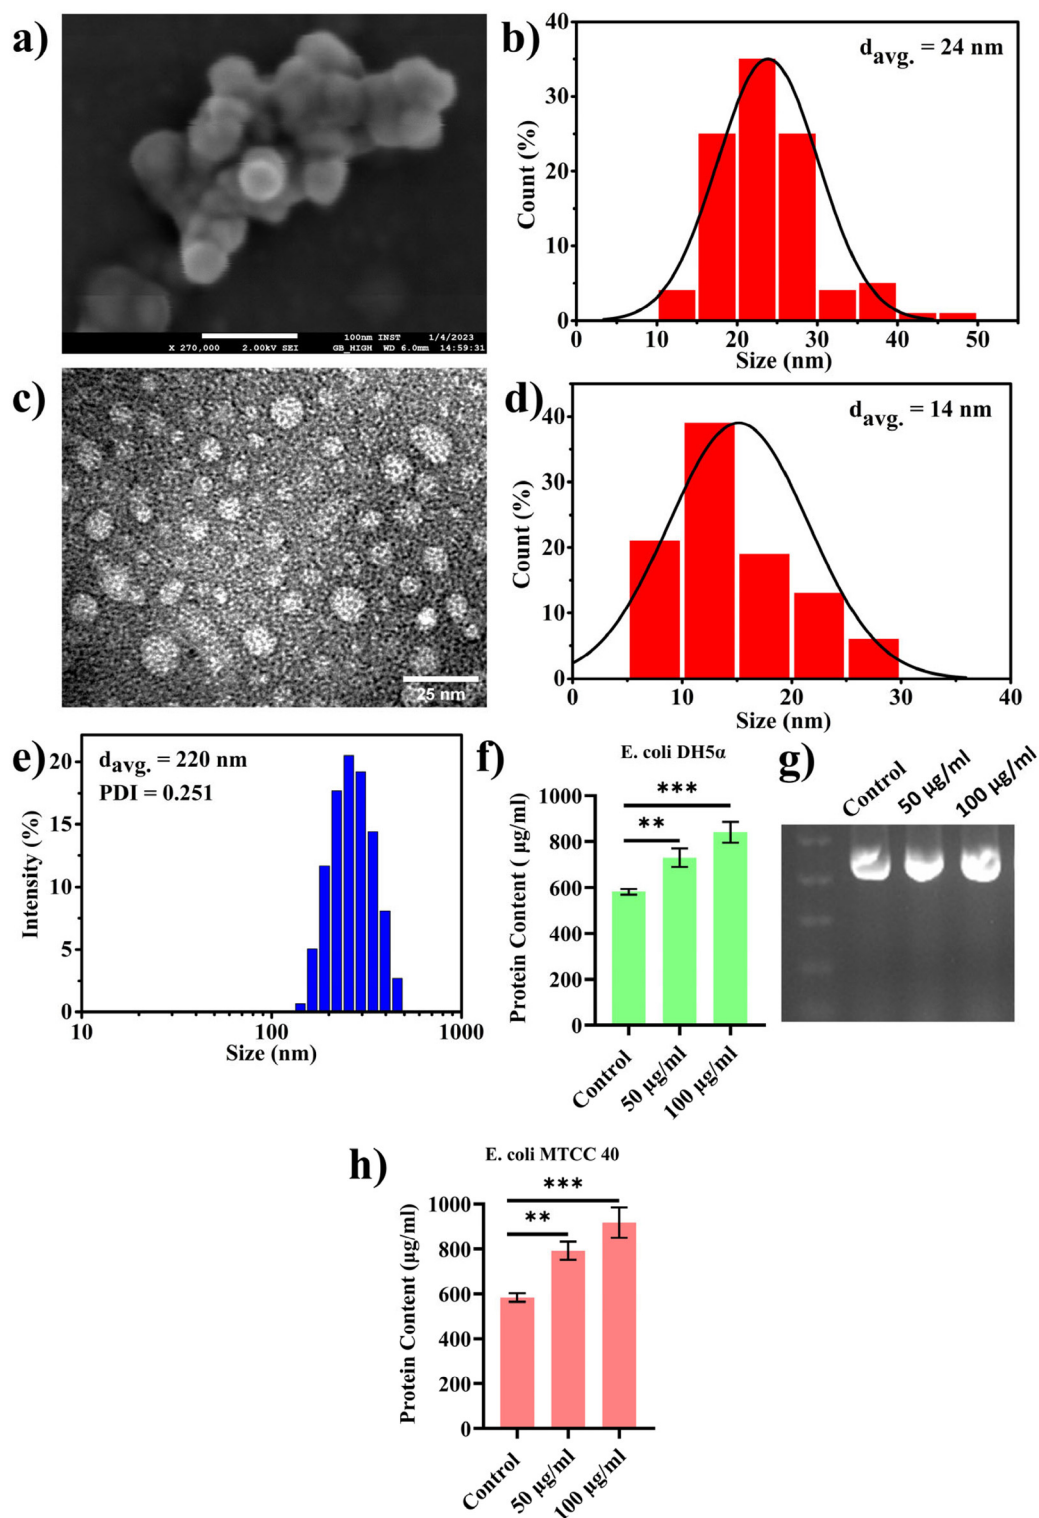 a)
100nm INST 1/4/2023
X 270,000 2.00kV SEI GB_HIGH WD 6.0mm 14:59:31
b)
davg. = 24 nm
Count (%)
40
30
20
10
0
0 10 20 30 40 50
Size (nm)
c)
25 nm
d)
davg. = 14 nm
Count (%)
40
30
20
10
0
0 10 20 30 40
Size (nm)
e)
davg. = 220 nm
PDI = 0.251
Intensity (%)
20
15
10
5
0
10 100 1000
Size (nm)
f)
E. coli DH5α
***
**
Protein Content ( µg/ml)
1000
800
600
400
200
0
Control
50 µg/ml
100 µg/ml
g)
Control
50 µg/ml
100 µg/ml
h)
E. coli MTCC 40
***
**
Protein Content (µg/ml)
1000
800
600
400
200
0
Control
50 µg/ml
100 µg/ml